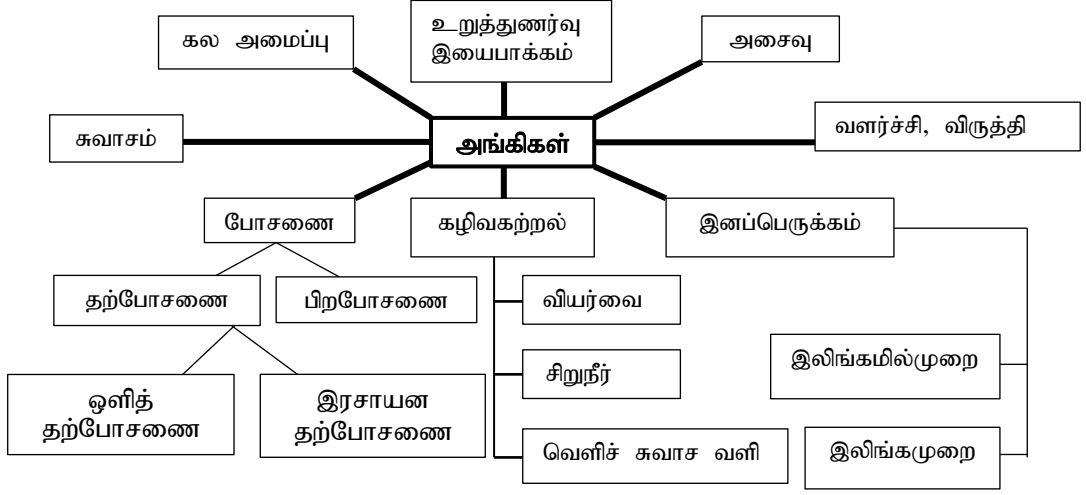 கல அமைப்பு
உறுத்துணர்வு
இயைபாக்கம்
அசைவு
சுவாசம்
அங்கிகள்
வளர்ச்சி, விருத்தி
போசணை
கழிவகற்றல்
இனப்பெருக்கம்
தற்போசணை
பிறபோசணை
வியர்வை
ஒளித்
தற்போசணை
இரசாயன
தற்போசணை
சிறுநீர்
இலிங்கமில்முறை
வெளிச் சுவாச வளி
இலிங்கமுறை